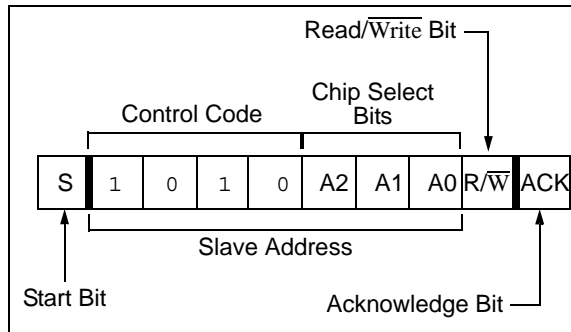 Read/Write Bit
Chip Select
Bits
Control Code
S 1 0 1 0 A2 A1 A0 R/W ACK
Slave Address
Start Bit
Acknowledge Bit